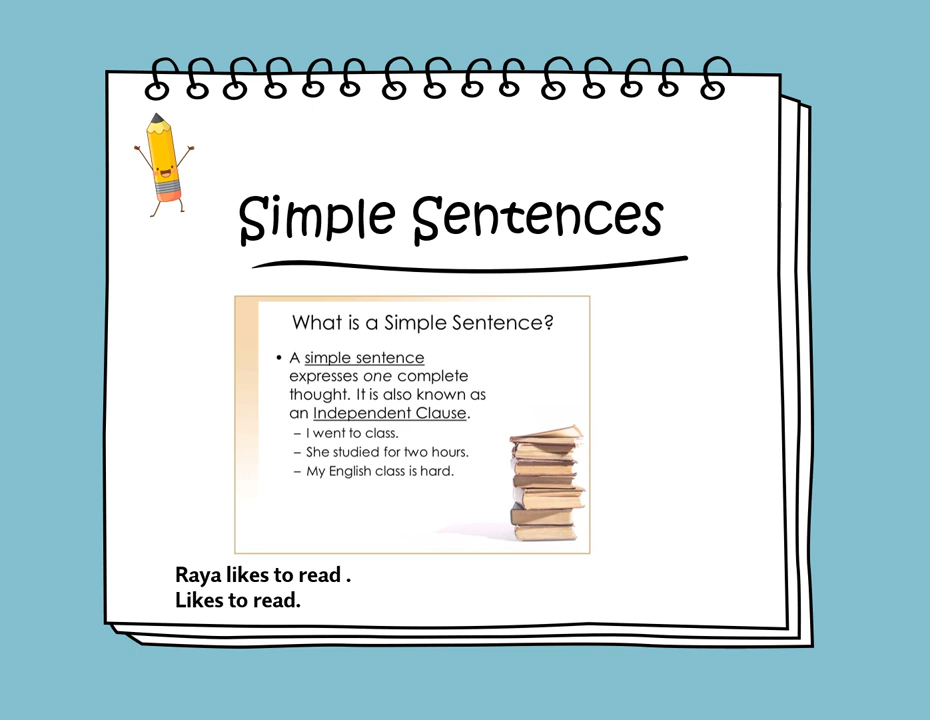 Simple Sentences
What is a Simple Sentence?
• A simple sentence
expresses one complete
thought. It is also known as
an Independent Clause.
– I went to class.
– She studied for two hours.
– My English class is hard.
Raya likes to read .
Likes to read.